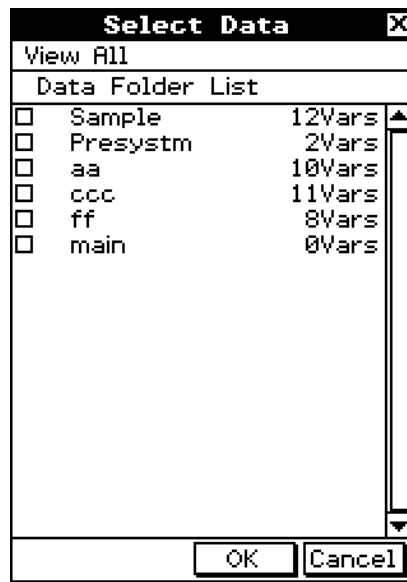 Select Data
View All
Data Folder List
Sample 12Vars
Presystm 2Vars
aa 10Vars
ccc 11Vars
ff 8Vars
main 0Vars
OK Cancel